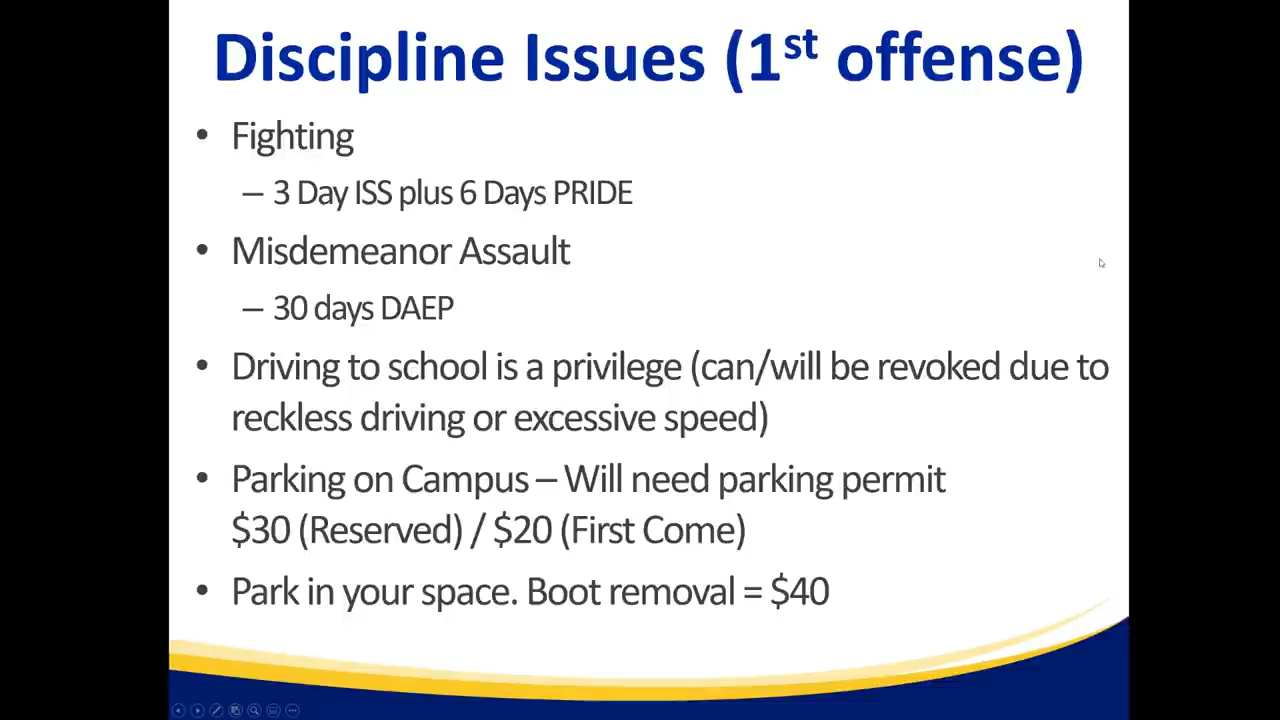 Discipline Issues (1st offense)
• Fighting
– 3 Day ISS plus 6 Days PRIDE
• Misdemeanor Assault
– 30 days DAEP
• Driving to school is a privilege (can/will be revoked due to
reckless driving or excessive speed)
• Parking on Campus – Will need parking permit
$30 (Reserved) / $20 (First Come)
• Park in your space. Boot removal = $40